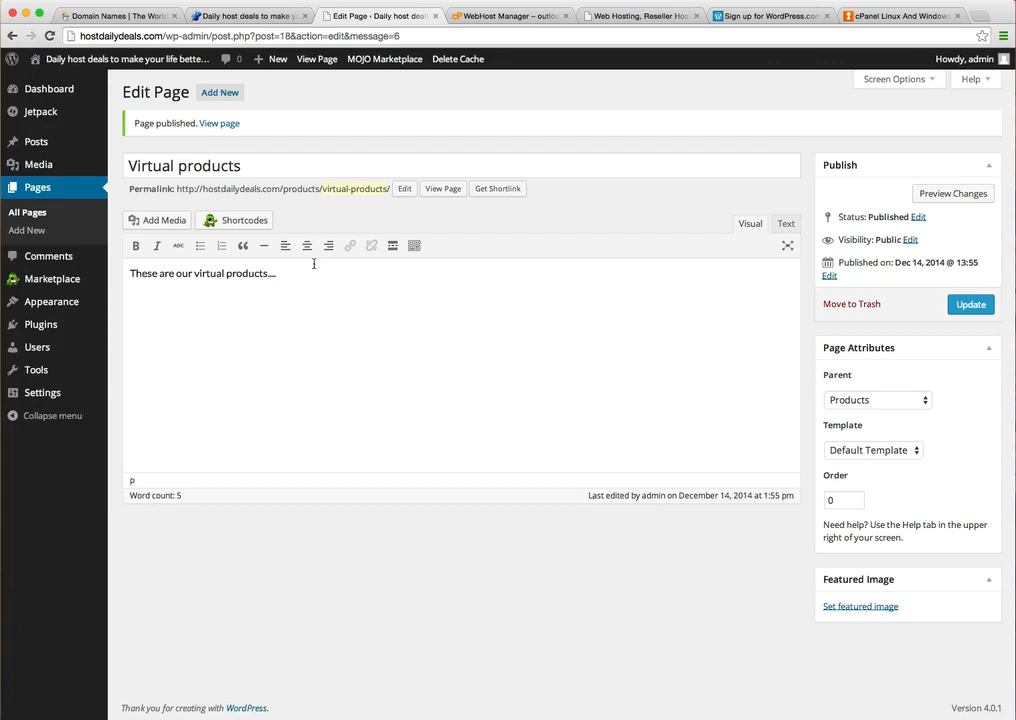 Domain Names | The Worl
Daily host deals to make y
Edit Page ‹ Daily host deals
WebHost Manager – outlo
Web Hosting, Reseller Hos
Sign up for WordPress.com
cPanel Linux And Windows
hostdailydeals.com/wp-admin/post.php?post=18&action=edit&message=6
Daily host deals to make your life bette... 0 + New View Page MOJO Marketplace Delete Cache Howdy, admin
Screen Options Help
Dashboard
Jetpack
Posts
Media
Pages
All Pages
Add New
Comments
Marketplace
Appearance
Plugins
Users
Tools
Settings
Collapse menu
Edit Page Add New
Page published. View page
Virtual products
Permalink: http://hostdailydeals.com/products/virtual-products/ Edit View Page Get Shortlink
Add Media Shortcodes
Visual Text
B I ABC
These are our virtual products....
p
Word count: 5 Last edited by admin on December 14, 2014 at 1:55 pm
Publish
Preview Changes
Status: Published Edit
Visibility: Public Edit
Published on: Dec 14, 2014 @ 13:55
Edit
Move to Trash Update
Page Attributes
Parent
Products
Template
Default Template
Order
0
Need help? Use the Help tab in the upper
right of your screen.
Featured Image
Set featured image
Thank you for creating with WordPress. Version 4.0.1